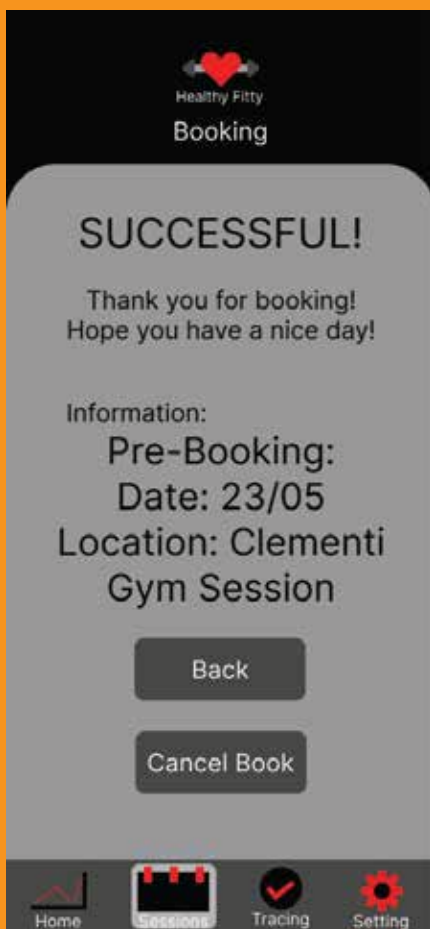 Healthy Fitty
Booking
SUCCESSFUL!
Thank you for booking!
Hope you have a nice day!
Information:
Pre-Booking:
Date: 23/05
Location: Clementi
Gym Session
Back
Cancel Book
Home
Sessions
Tracing
Setting